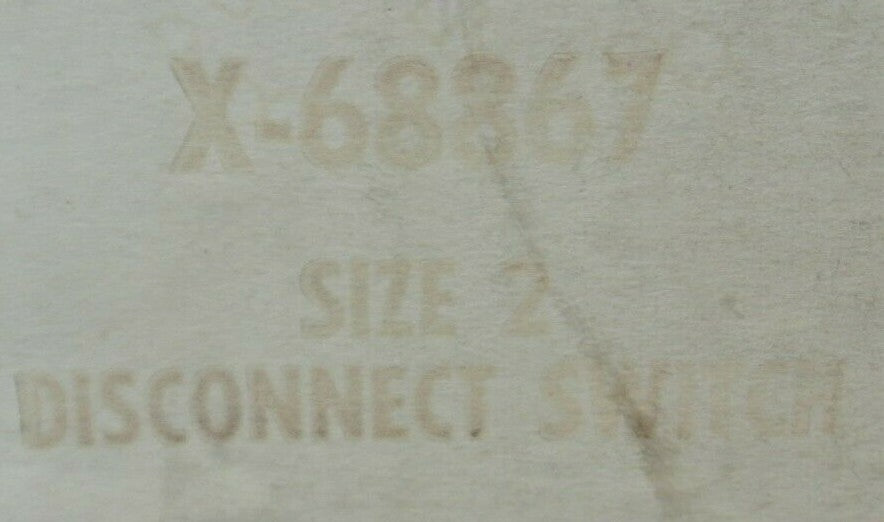 X-68867
SIZE 2
DISCONNECT SWITCH